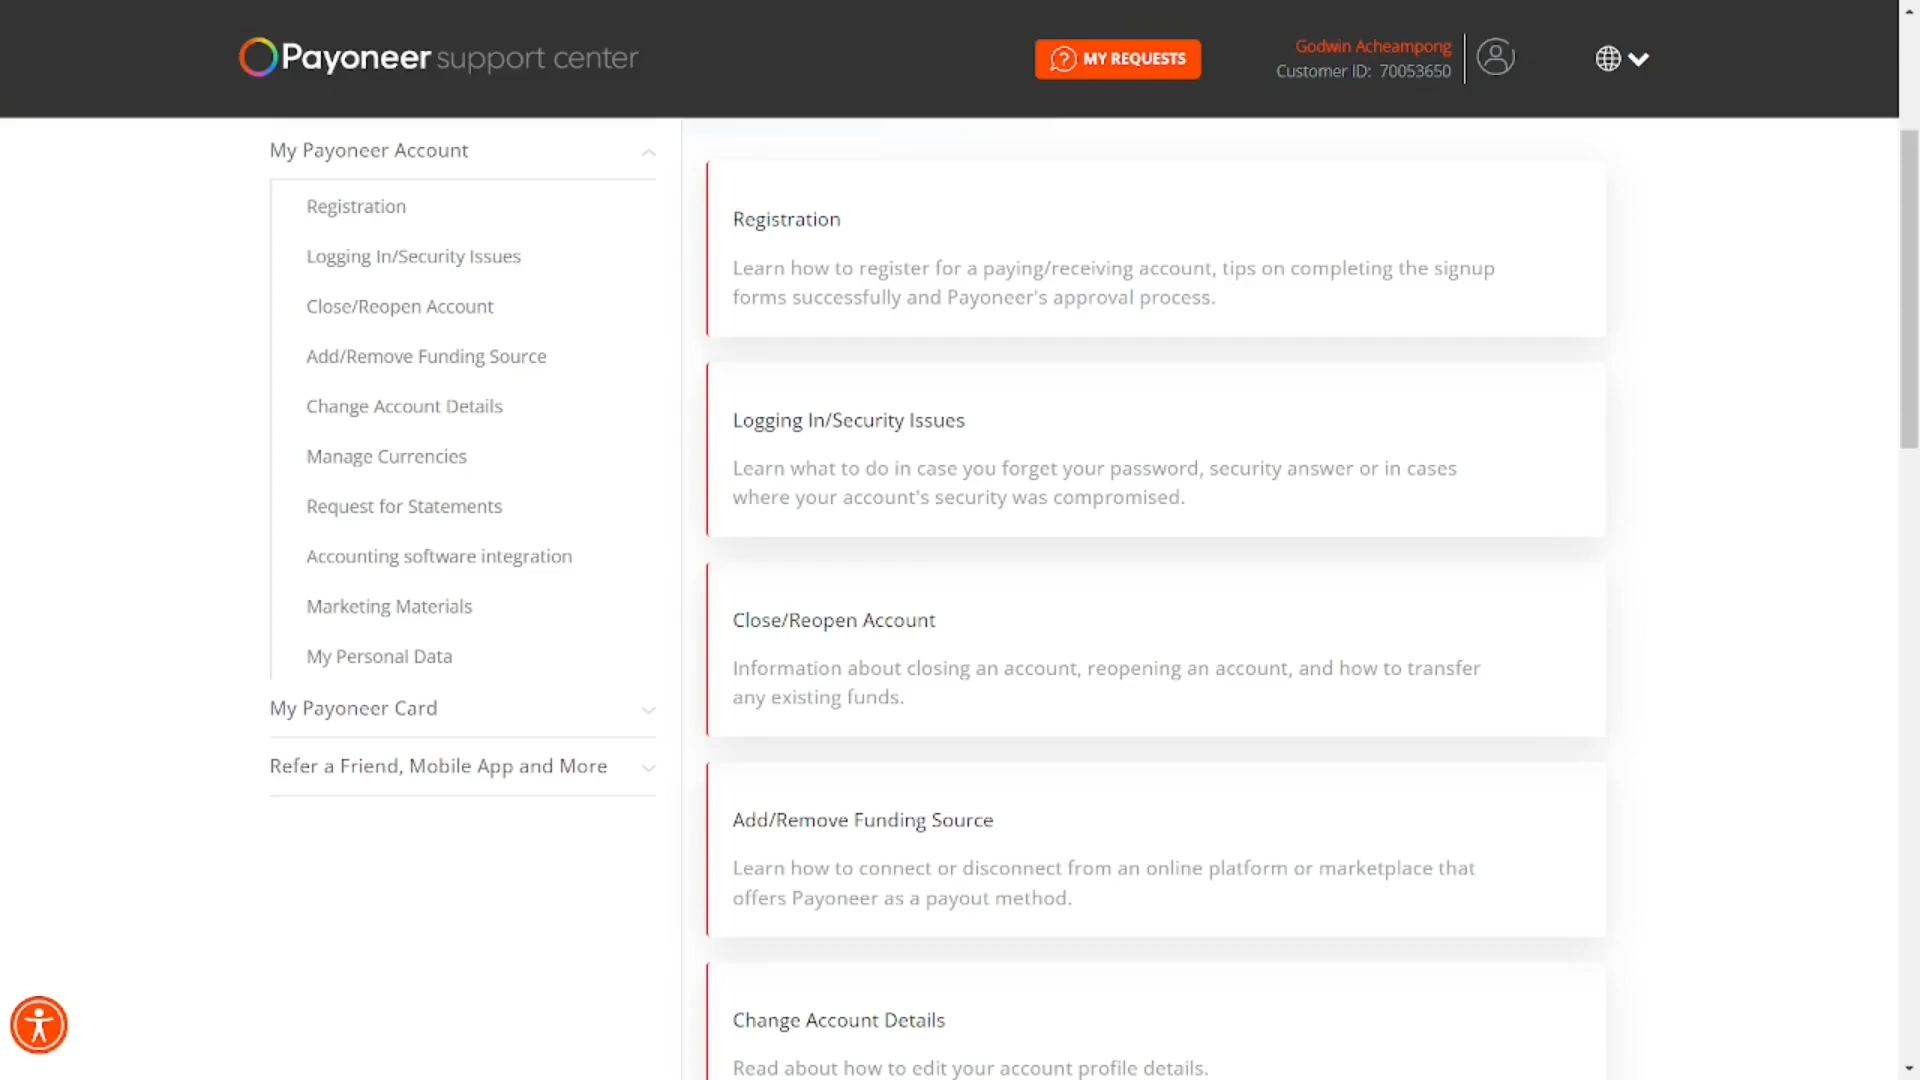 Payoneer support center
MY REQUESTS
Godwin Acheampong
Customer ID: 70053650
My Payoneer Account
Registration
Logging In/Security Issues
Close/Reopen Account
Add/Remove Funding Source
Change Account Details
Manage Currencies
Request for Statements
Accounting software integration
Marketing Materials
My Personal Data
My Payoneer Card
Refer a Friend, Mobile App and More
Registration
Learn how to register for a paying/receiving account, tips on completing the signup
forms successfully and Payoneer's approval process.
Logging In/Security Issues
Learn what to do in case you forget your password, security answer or in cases
where your account's security was compromised.
Close/Reopen Account
Information about closing an account, reopening an account, and how to transfer
any existing funds.
Add/Remove Funding Source
Learn how to connect or disconnect from an online platform or marketplace that
offers Payoneer as a payout method.
Change Account Details
Read about how to edit your account profile details.